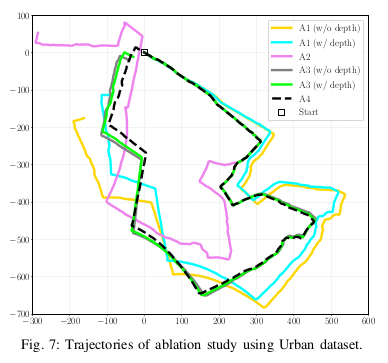 100
0
−100
−200
−300
−400
−500
−600
−700
−300 −200 −100 0 100 200 300 400 500 600
A1 (w/o depth)
A1 (w/ depth)
A2
A3 (w/o depth)
A3 (w/ depth)
A4
Start
Fig. 7: Trajectories of ablation study using Urban dataset.